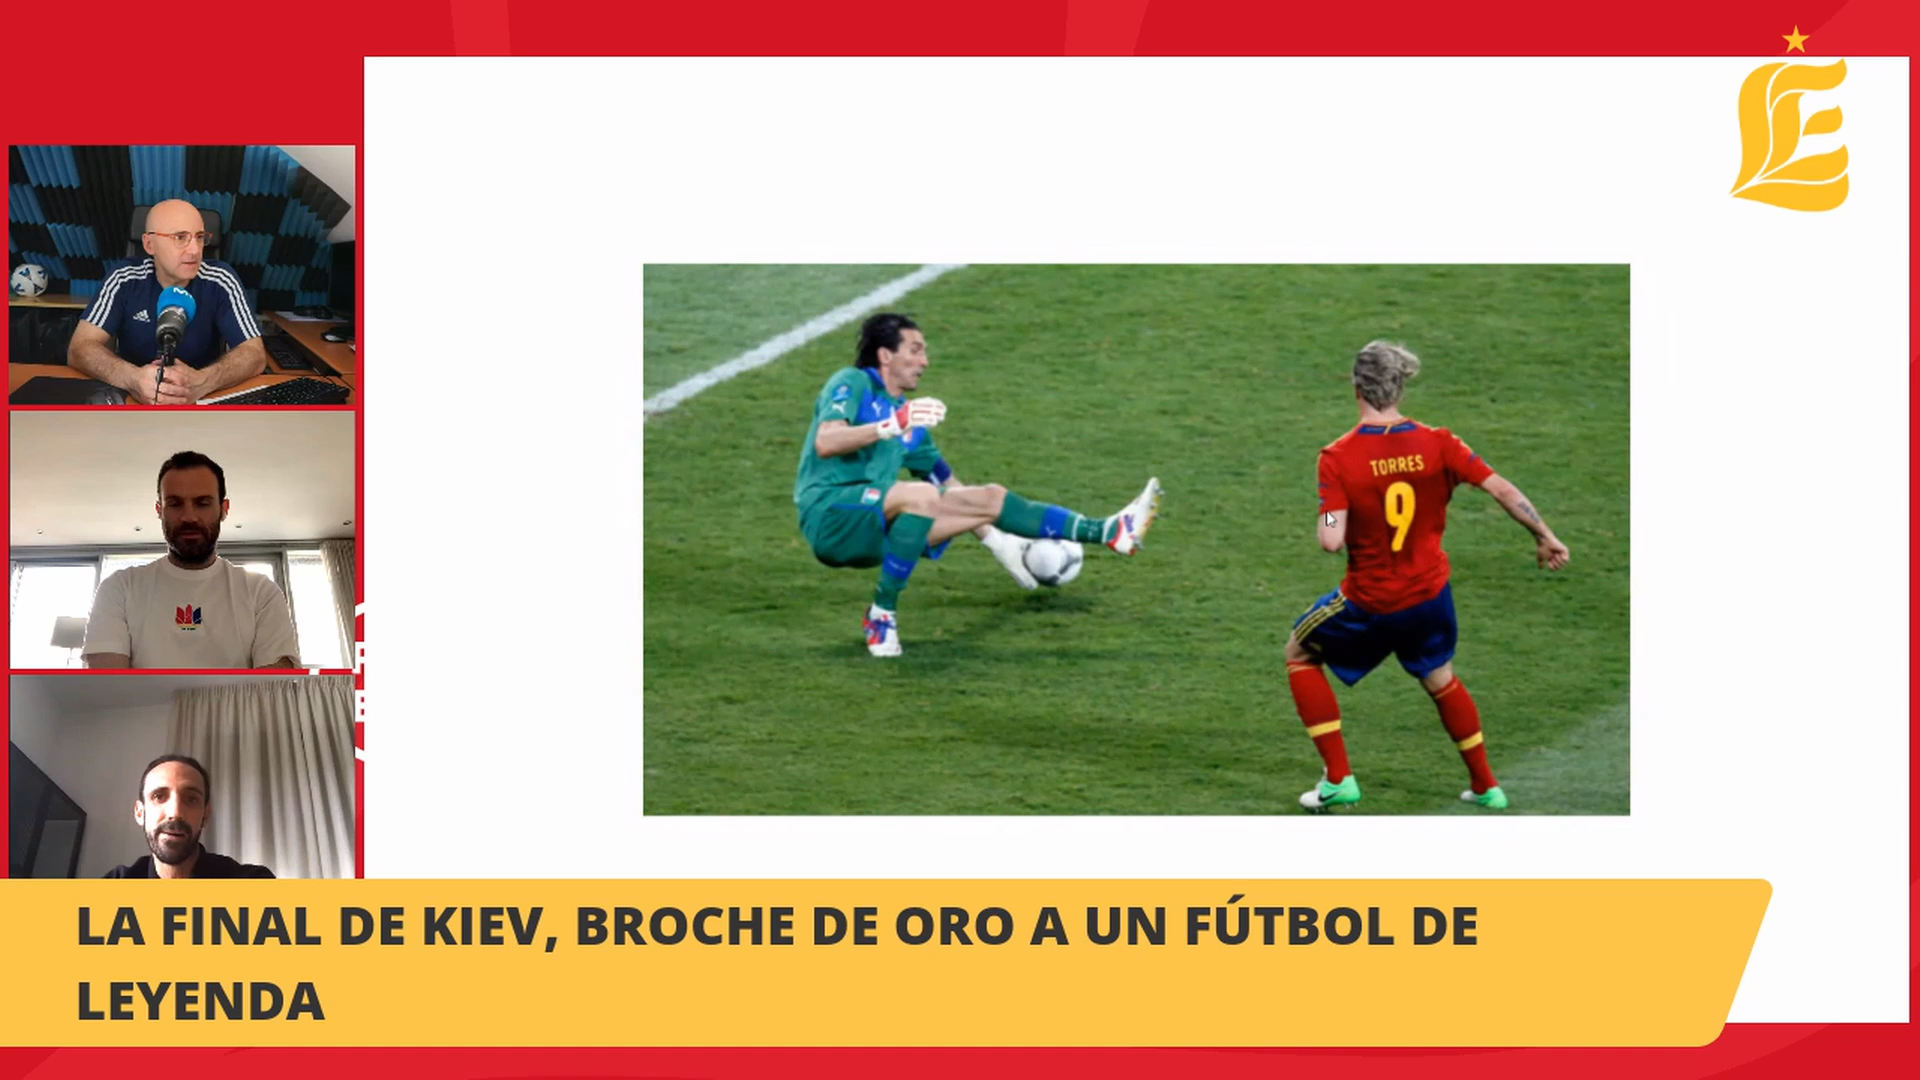 TORRES
9
LA FINAL DE KIEV, BROCHE DE ORO A UN FÚTBOL DE
LEYENDA